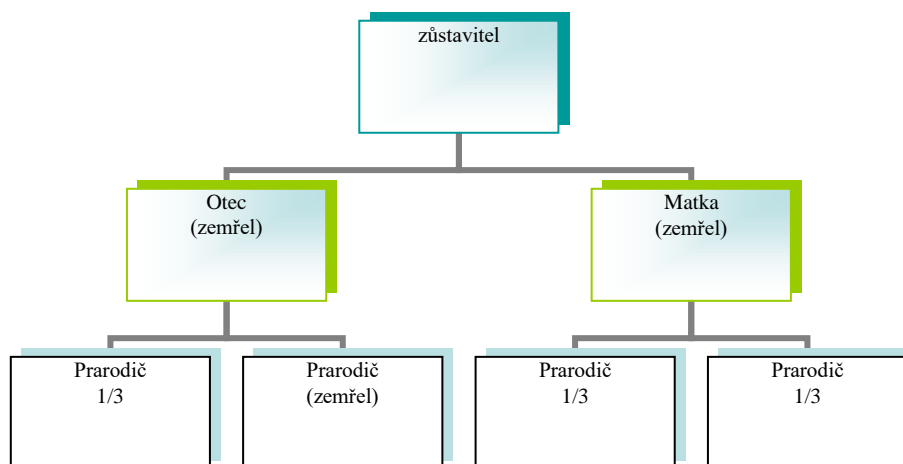 zůstavitel
Otec
(zemřel)
Matka
(zemřel)
Prarodič
1/3
Prarodič
(zemřel)
Prarodič
1/3
Prarodič
1/3